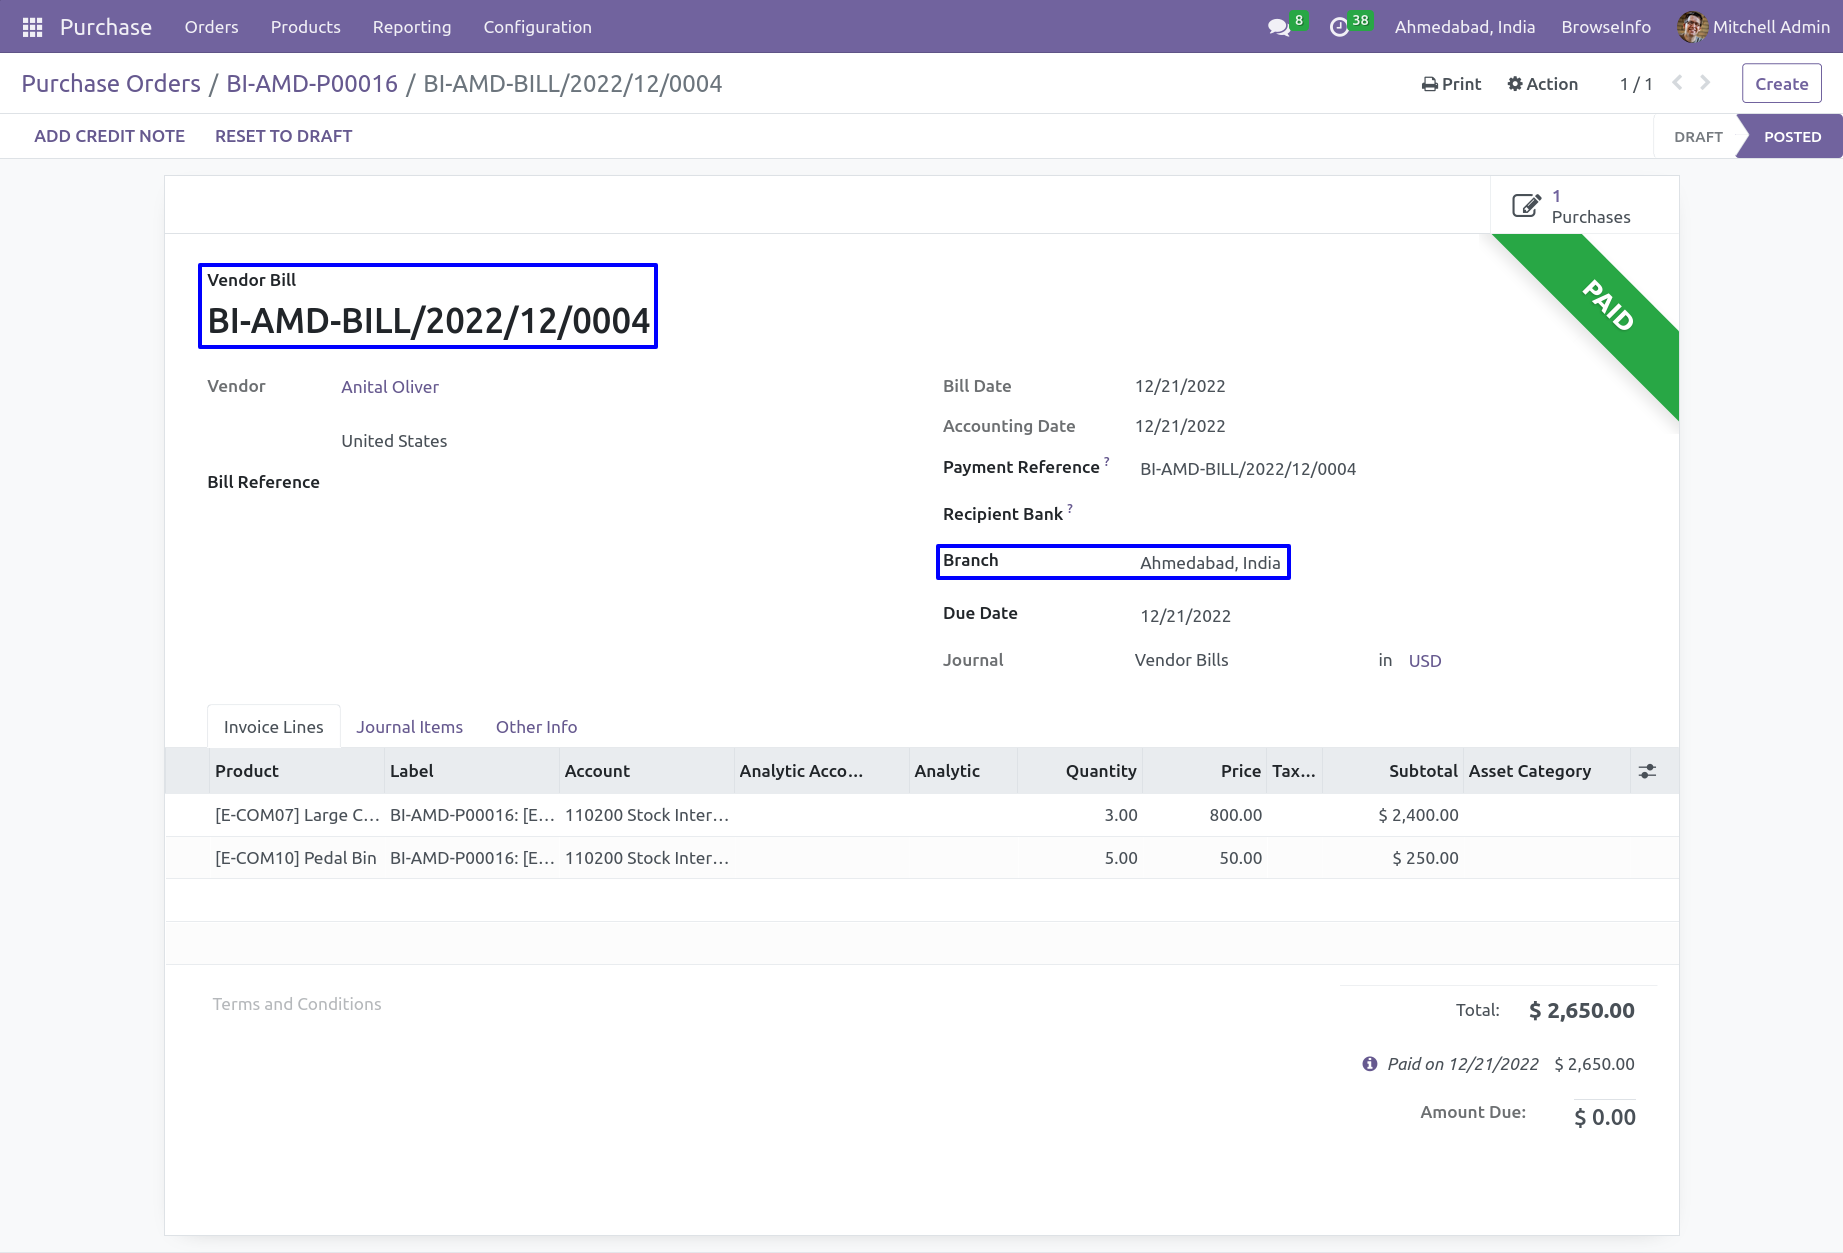 Purchase Orders Products Reporting Configuration 8 38 Ahmedabad, India BrowseInfo Mitchell Admin
Purchase Orders / BI-AMD-P00016 / BI-AMD-BILL/2022/12/0004 Print Action 1 / 1 Create
ADD CREDIT NOTE RESET TO DRAFT DRAFT POSTED
1
Purchases
PAID
Vendor Bill
BI-AMD-BILL/2022/12/0004
Vendor Anital Oliver Bill Date 12/21/2022
Accounting Date 12/21/2022
United States
Payment Reference ? BI-AMD-BILL/2022/12/0004
Bill Reference
Recipient Bank ?
Branch Ahmedabad, India
Due Date 12/21/2022
Journal Vendor Bills in USD
Invoice Lines Journal Items Other Info
Product Label Account Analytic Acco... Analytic Quantity Price Tax... Subtotal Asset Category
[E-COM07] Large C... BI-AMD-P00016: [E... 110200 Stock Inter... 3.00 800.00 $ 2,400.00
[E-COM10] Pedal Bin BI-AMD-P00016: [E... 110200 Stock Inter... 5.00 50.00 $ 250.00
Terms and Conditions
Total: $ 2,650.00
Paid on 12/21/2022 $ 2,650.00
Amount Due: $ 0.00